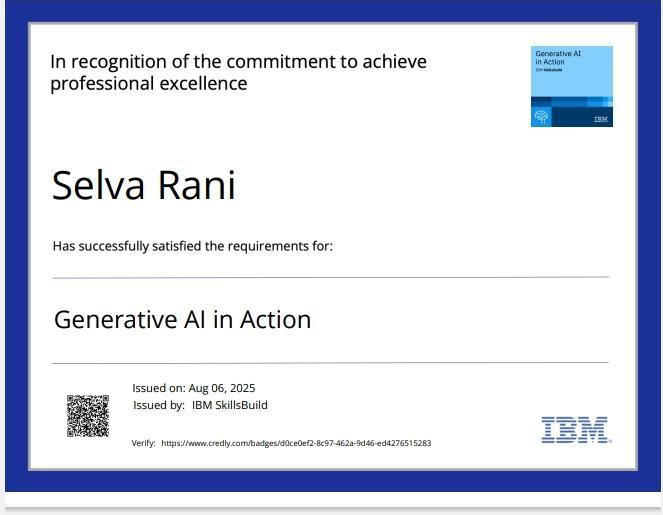 In recognition of the commitment to achieve
professional excellence
Generative AI
in Action
IBM SkillsBuild
IBM
Selva Rani
Has successfully satisfied the requirements for:
Generative AI in Action
Issued on: Aug 06, 2025
Issued by: IBM SkillsBuild
Verify: https://www.credly.com/badges/d0ce0ef2-8c97-462a-9d46-ed4276515283
IBM.